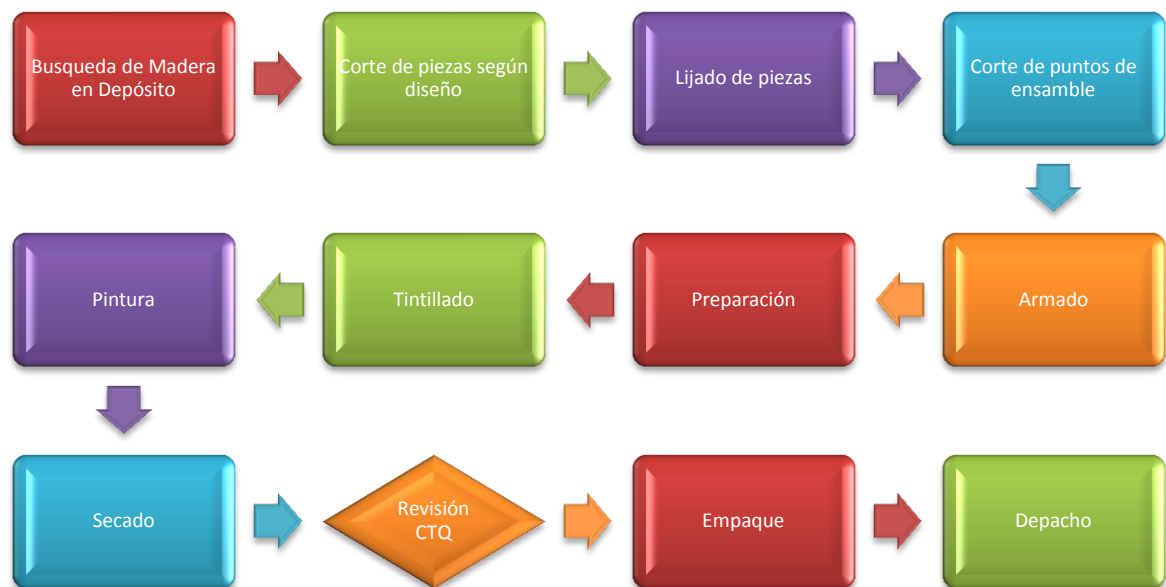 Busqueda de Madera
en Depósito
Corte de piezas según
diseño
Lijado de piezas
Corte de puntos de
ensamble
Armado
Preparación
Tintillado
Pintura
Secado
Revisión
CTQ
Empaque
Depacho